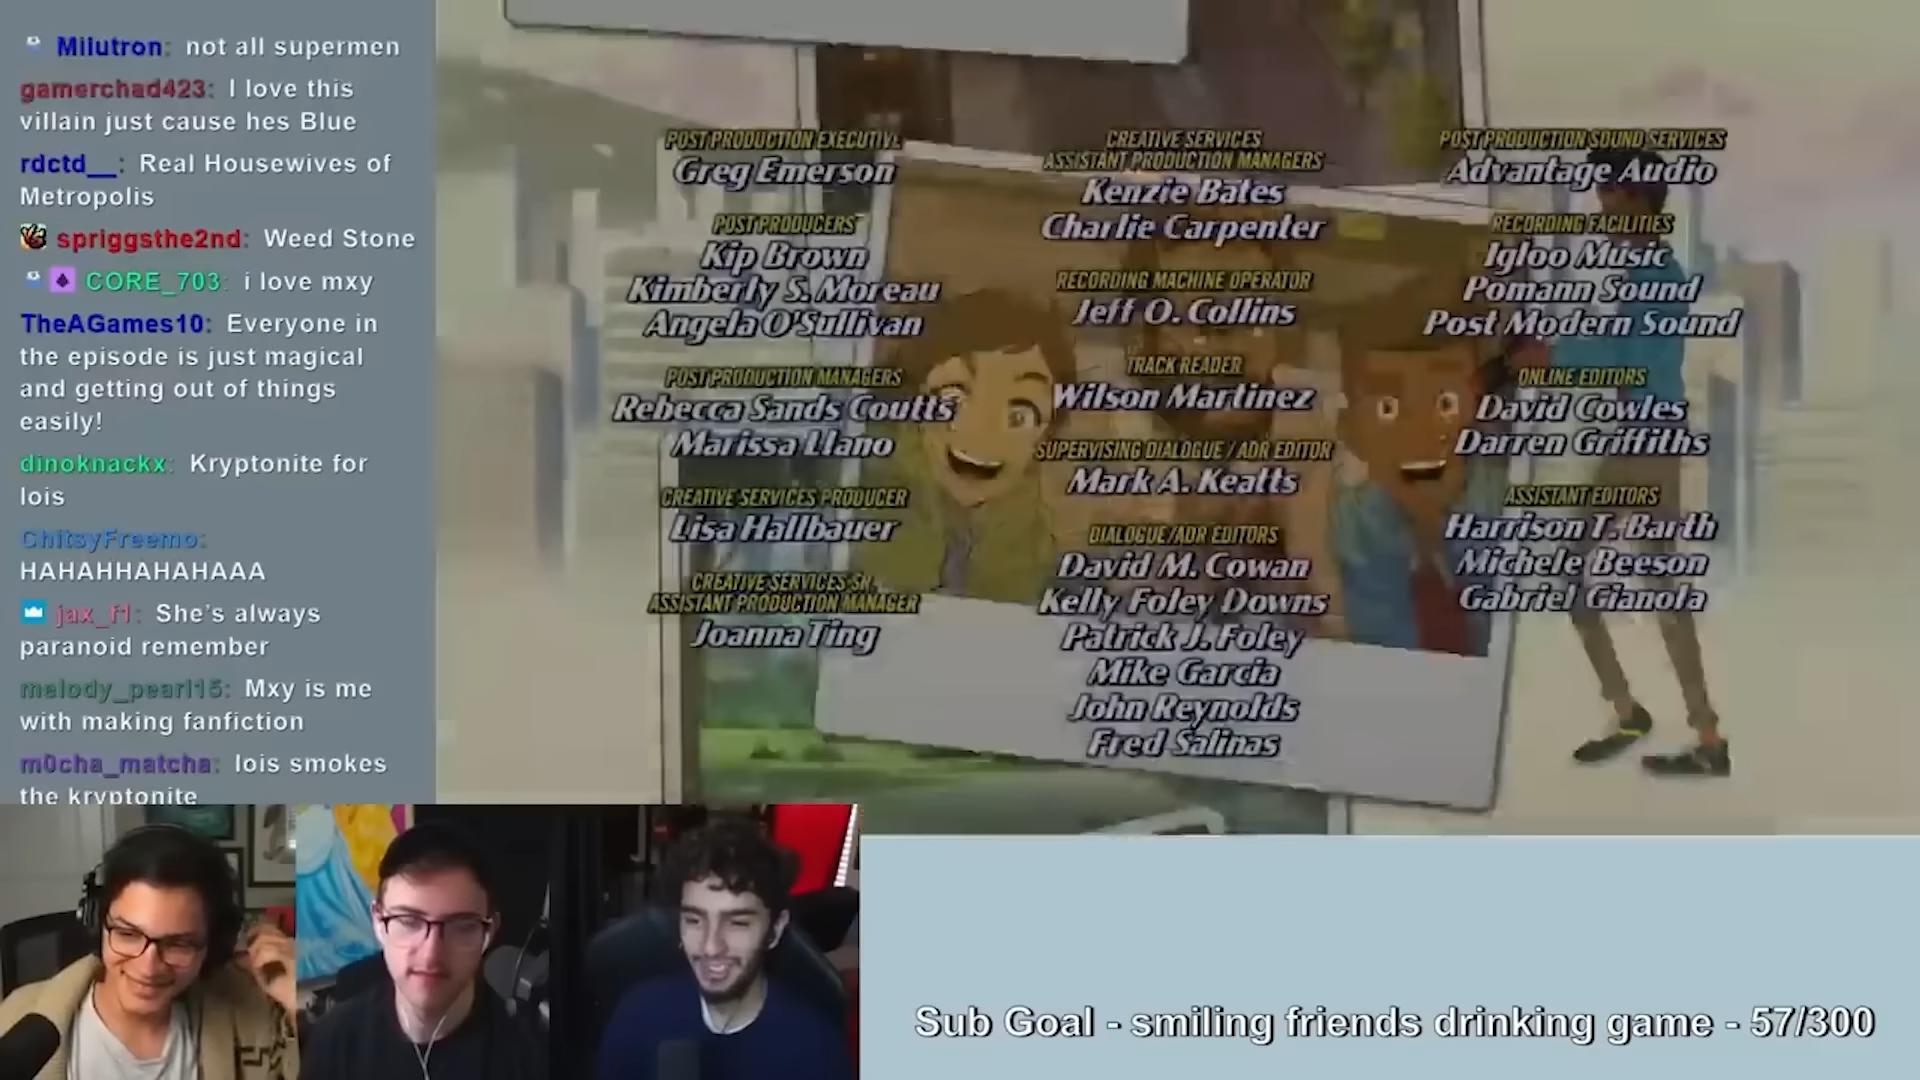 Milutron: not all supermen
gamerchad423: I love this
villain just cause hes Blue
rdctd__: Real Housewives of
Metropolis
spriggsthe2nd: Weed Stone
CORE_703: i love mxy
TheAGames10: Everyone in
the episode is just magical
and getting out of things
easily!
dinoknackx: Kryptonite for
lois
ChitsyFreemo:
HAHAHHAHAHAAA
jax_f1: She's always
paranoid remember
melody_pearl15: Mxy is me
with making fanfiction
m0cha_matcha: lois smokes
the kryptonite
POST PRODUCTION EXECUTIVE
Greg Emerson
POST PRODUCERS
Kip Brown
Kimberly S. Moreau
Angela O'Sullivan
POST PRODUCTION MANAGERS
Rebecca Sands Coutts
Marissa Llano
CREATIVE SERVICES PRODUCER
Lisa Hallbauer
CREATIVE SERVICES SR.
ASSISTANT PRODUCTION MANAGER
Joanna Ting
CREATIVE SERVICES
ASSISTANT PRODUCTION MANAGERS
Kenzie Bates
Charlie Carpenter
RECORDING MACHINE OPERATOR
Jeff O. Collins
TRACK READER
Wilson Martinez
SUPERVISING DIALOGUE / ADR EDITOR
Mark A. Keatts
DIALOGUE/ADR EDITORS
David M. Cowan
Kelly Foley Downs
Patrick J. Foley
Mike Garcia
John Reynolds
Fred Salinas
POST PRODUCTION SOUND SERVICES
Advantage Audio
RECORDING FACILITIES
Igloo Music
Pomann Sound
Post Modern Sound
ONLINE EDITORS
David Cowles
Darren Griffiths
ASSISTANT EDITORS
Harrison T. Barth
Michele Beeson
Gabriel Gianola
Sub Goal - smiling friends drinking game - 57/300